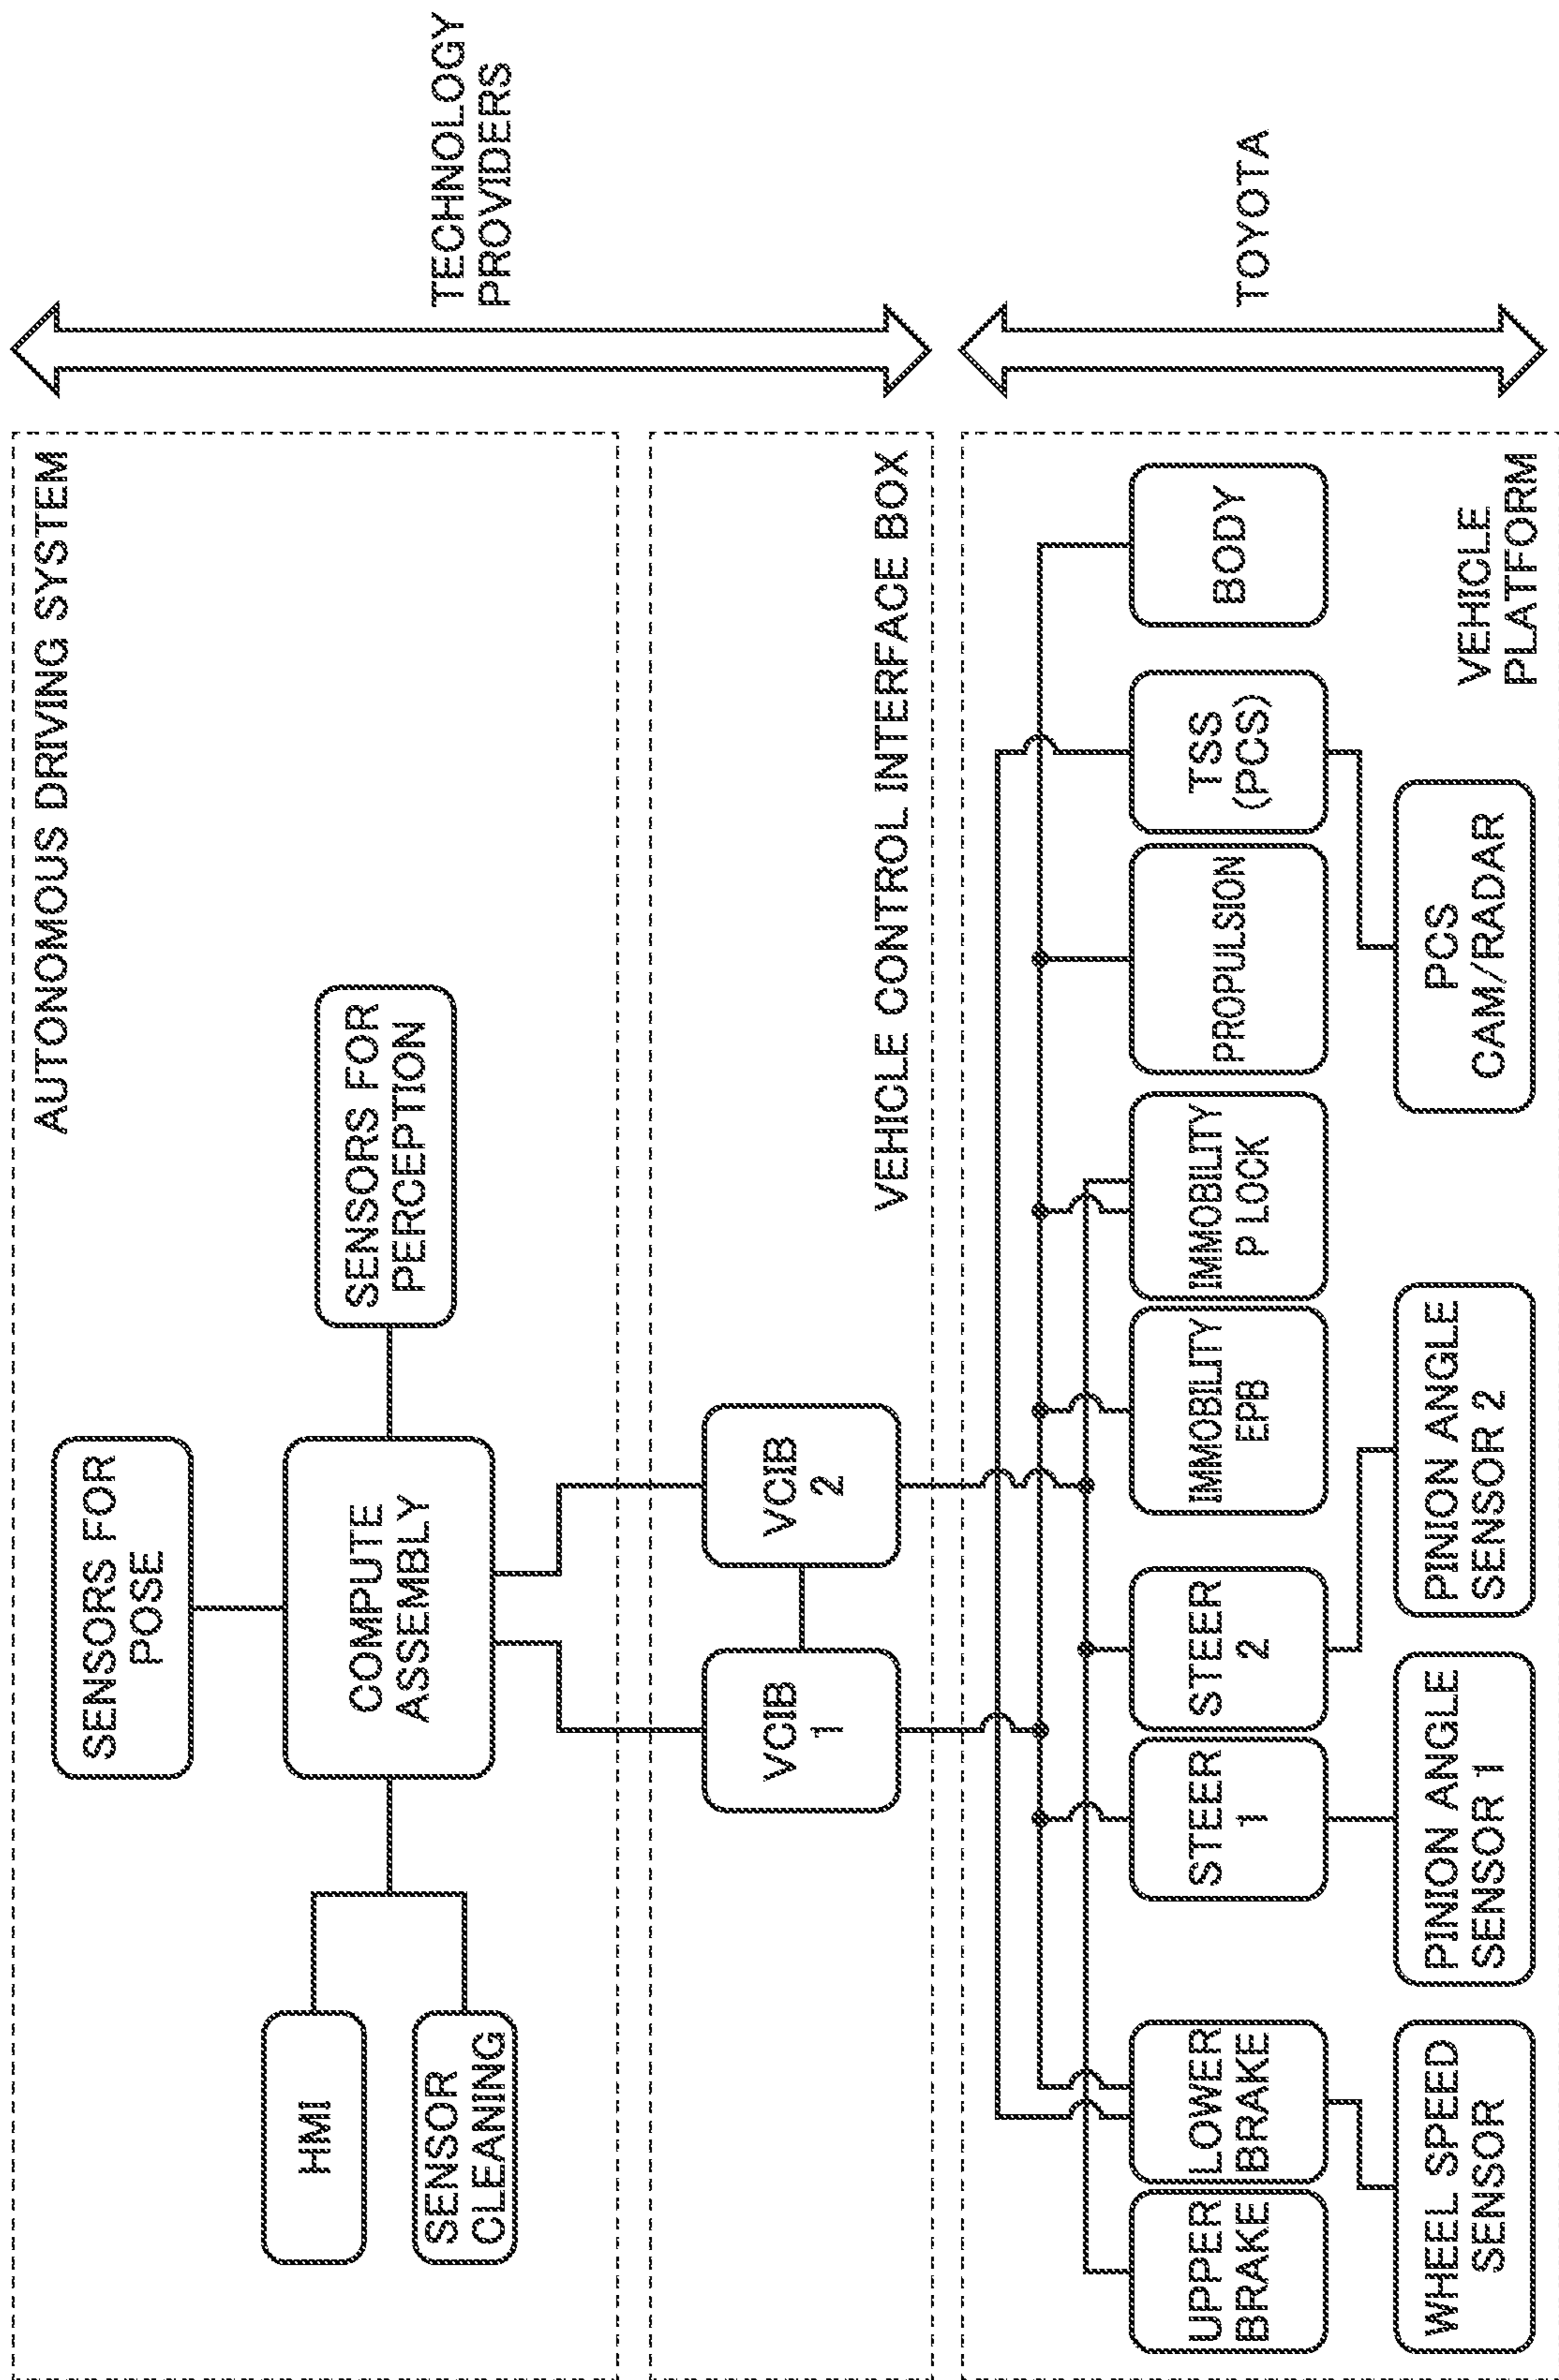 AUTONOMOUS DRIVING SYSTEM
SENSORS FOR
POSE
HMI
SENSOR
CLEANING
COMPUTE
ASSEMBLY
SENSORS FOR
PERCEPTION
TECHNOLOGY
PROVIDERS
VCIB
1
VCIB
2
VEHICLE CONTROL INTERFACE BOX
UPPER
BRAKE
LOWER
BRAKE
STEER
1
STEER
2
IMMOBILITY
EPB
IMMOBILITY
P LOCK
PROPULSION
TSS
(PCS)
BODY
TOYOTA
WHEEL SPEED
SENSOR
PINION ANGLE
SENSOR 1
PINION ANGLE
SENSOR 2
PCS
CAM/RADAR
VEHICLE
PLATFORM